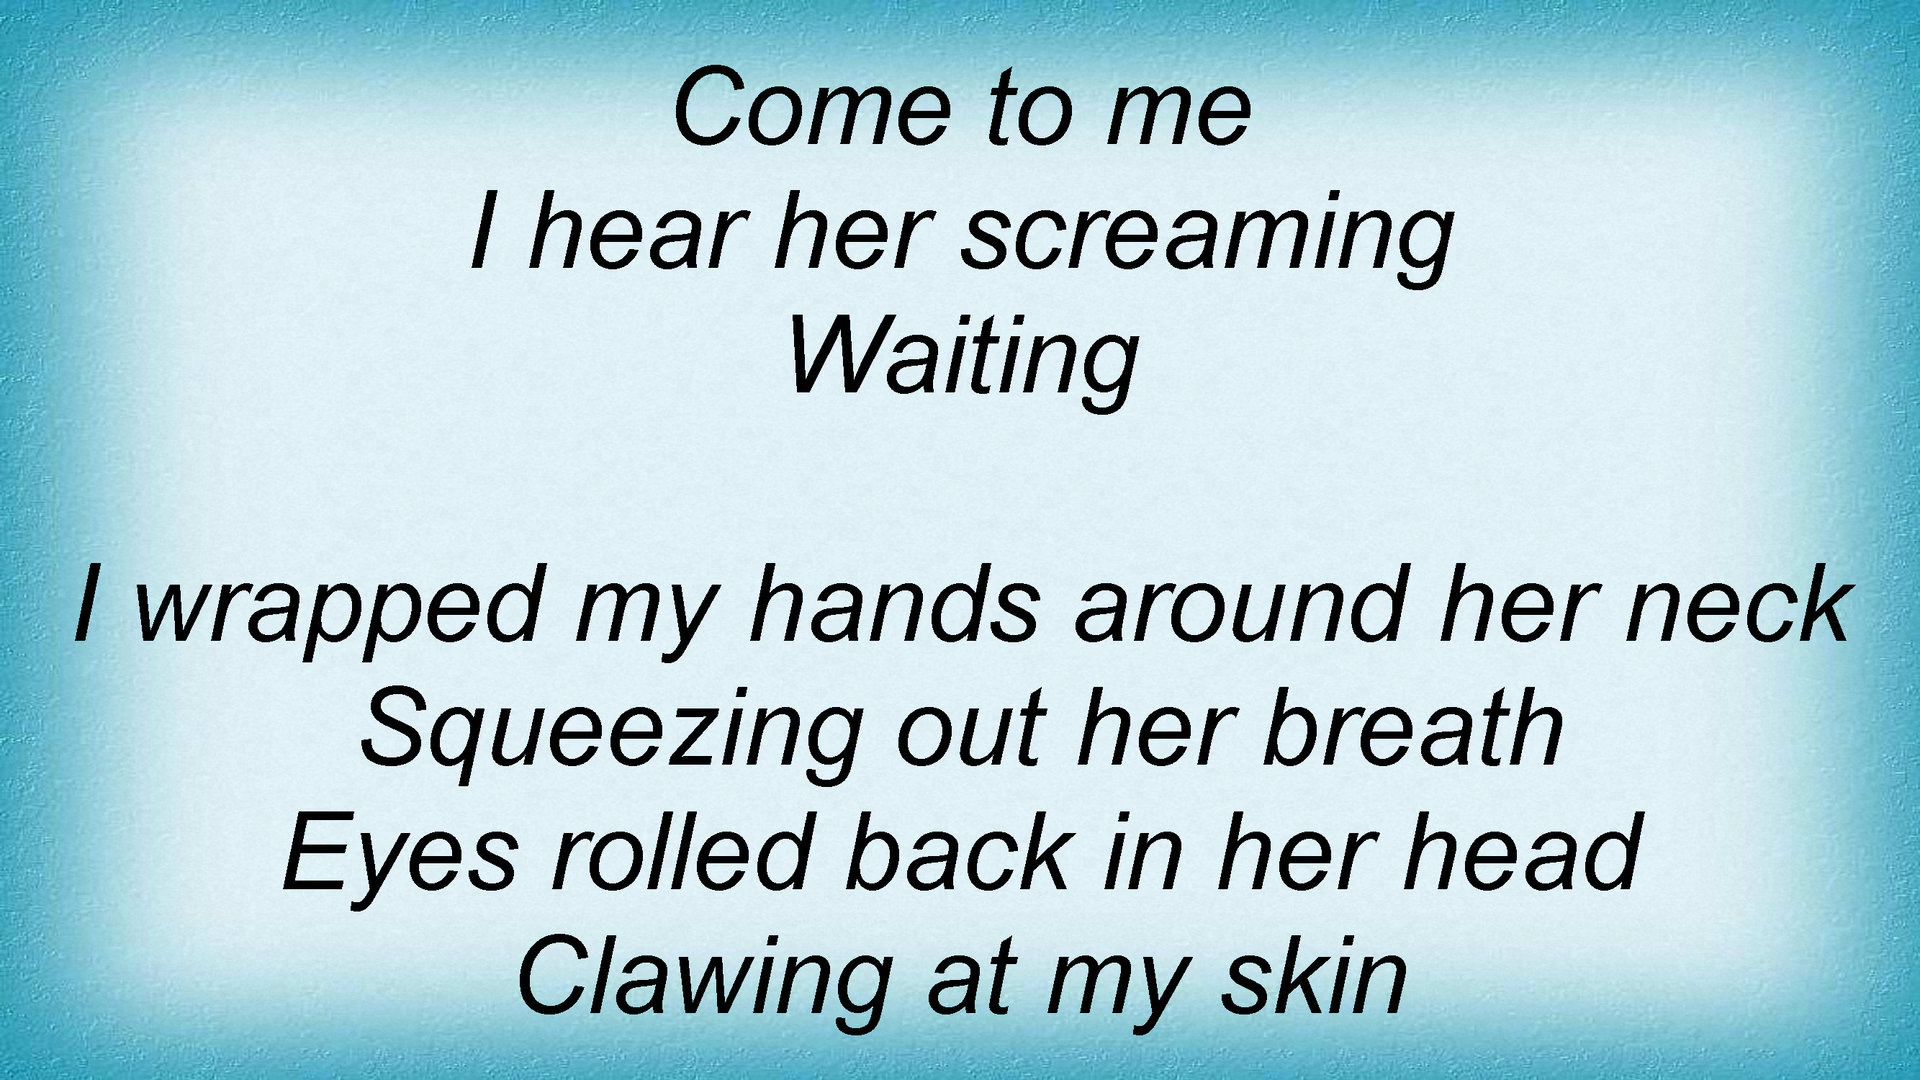 Come to me
I hear her screaming
Waiting
I wrapped my hands around her neck
Squeezing out her breath
Eyes rolled back in her head
Clawing at my skin